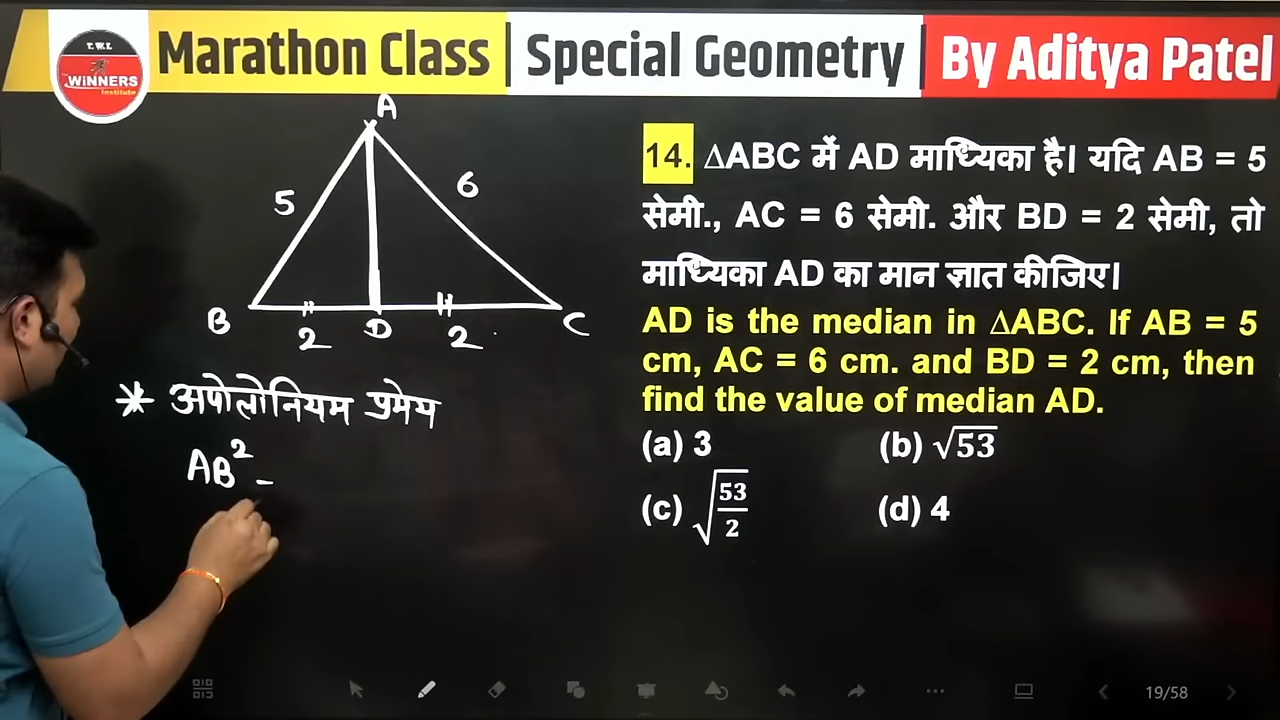 T.W.I.
The
WINNERS
Institute
Marathon Class | Special Geometry By Aditya Patel
A
5
6
B
2
D
2
C
* अपोलोनियम प्रमेय
AB² -
14. ΔABC में AD माध्यिका है। यदि AB = 5
सेमी., AC = 6 सेमी. और BD = 2 सेमी, तो
माध्यिका AD का मान ज्ञात कीजिए।
AD is the median in ΔABC. If AB = 5
cm, AC = 6 cm. and BD = 2 cm, then
find the value of median AD.
(a) 3 (b) √53
(c) √(53/2) (d) 4
19/58